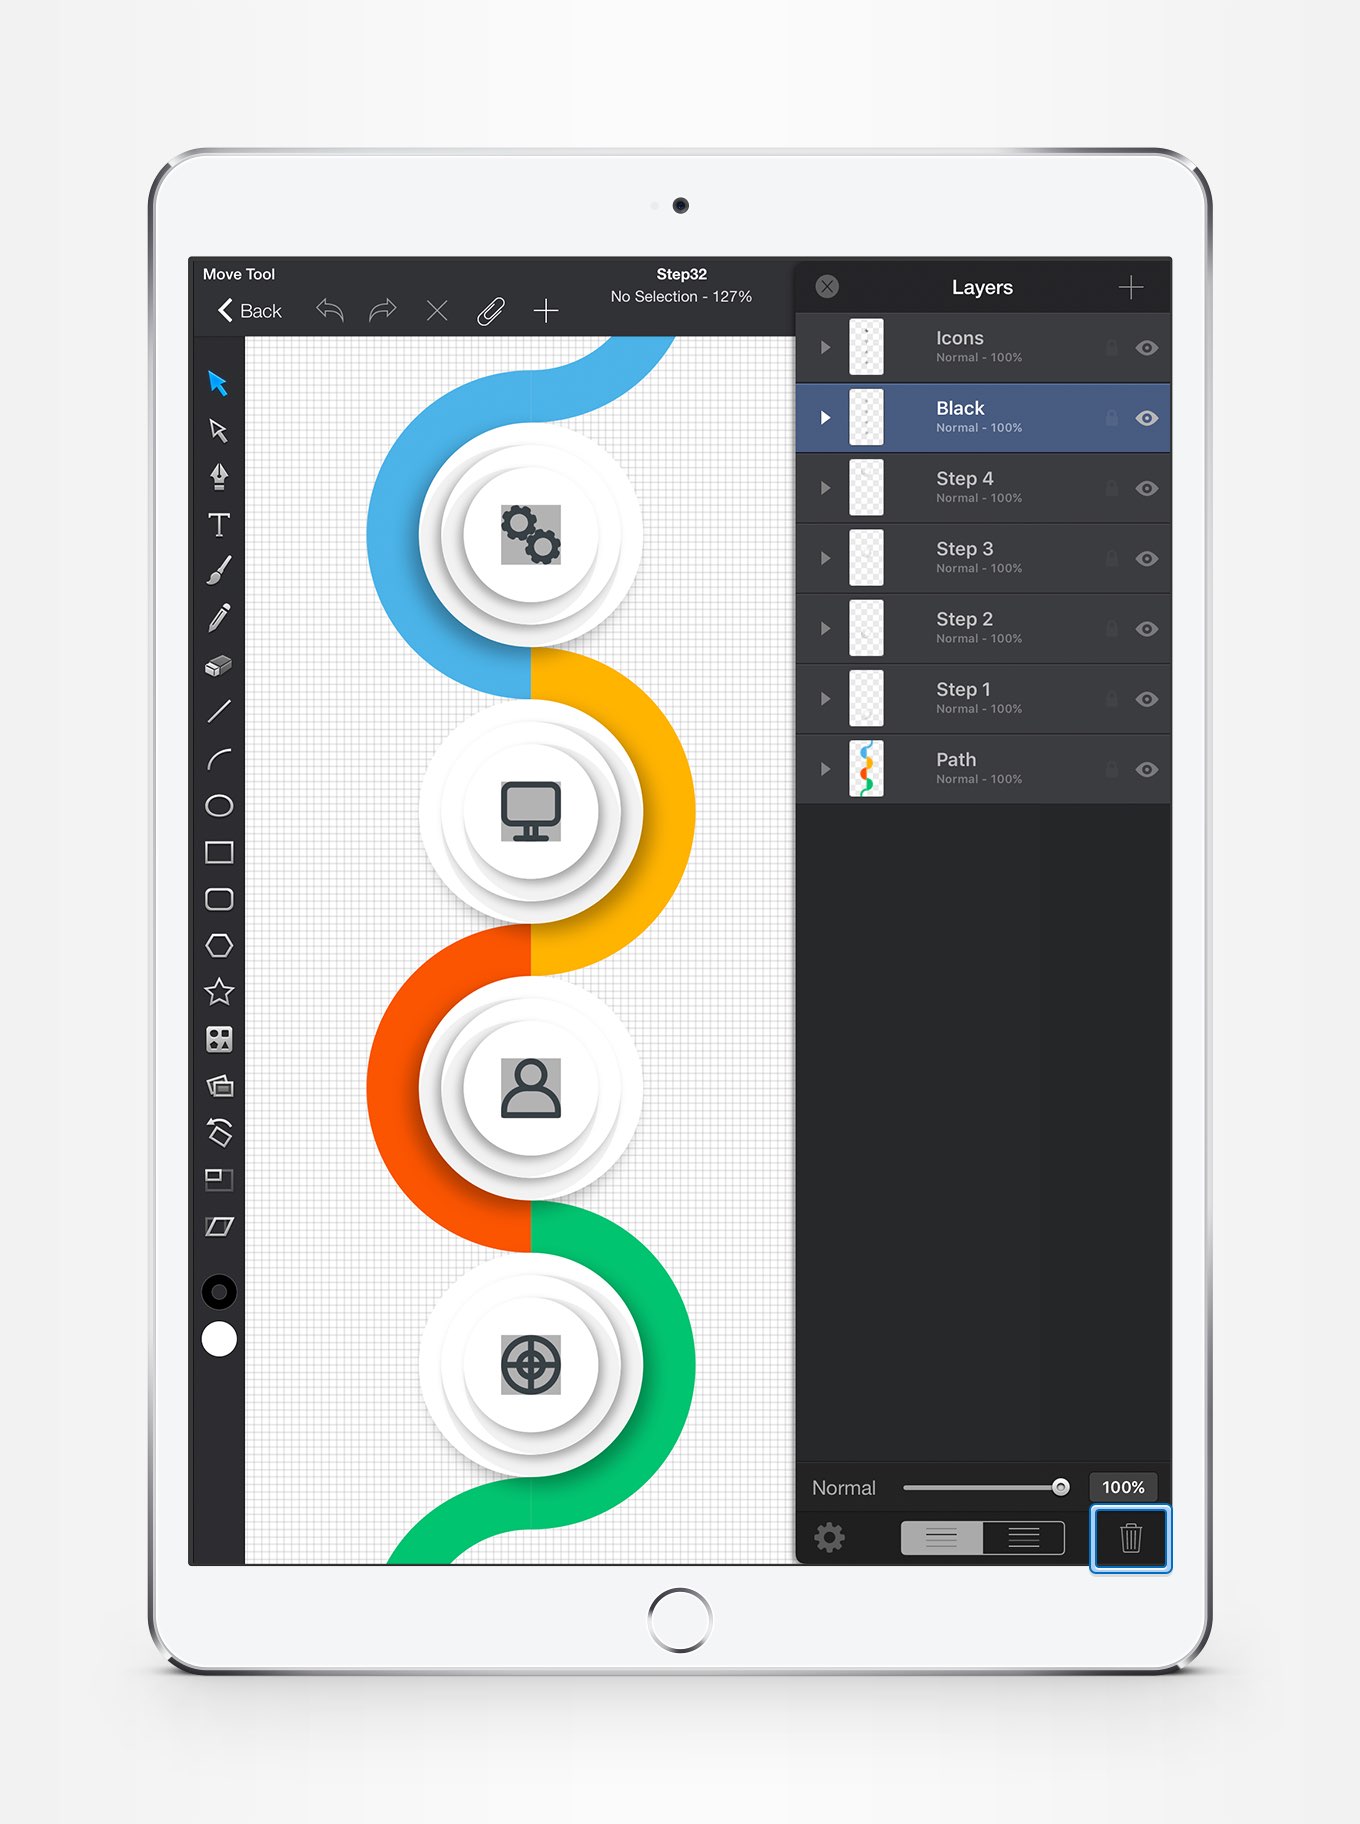 Move Tool
Back
Step32
No Selection - 127%
Layers
Icons
Normal - 100%
Black
Normal - 100%
Step 4
Normal - 100%
Step 3
Normal - 100%
Step 2
Normal - 100%
Step 1
Normal - 100%
Path
Normal - 100%
Normal
100%